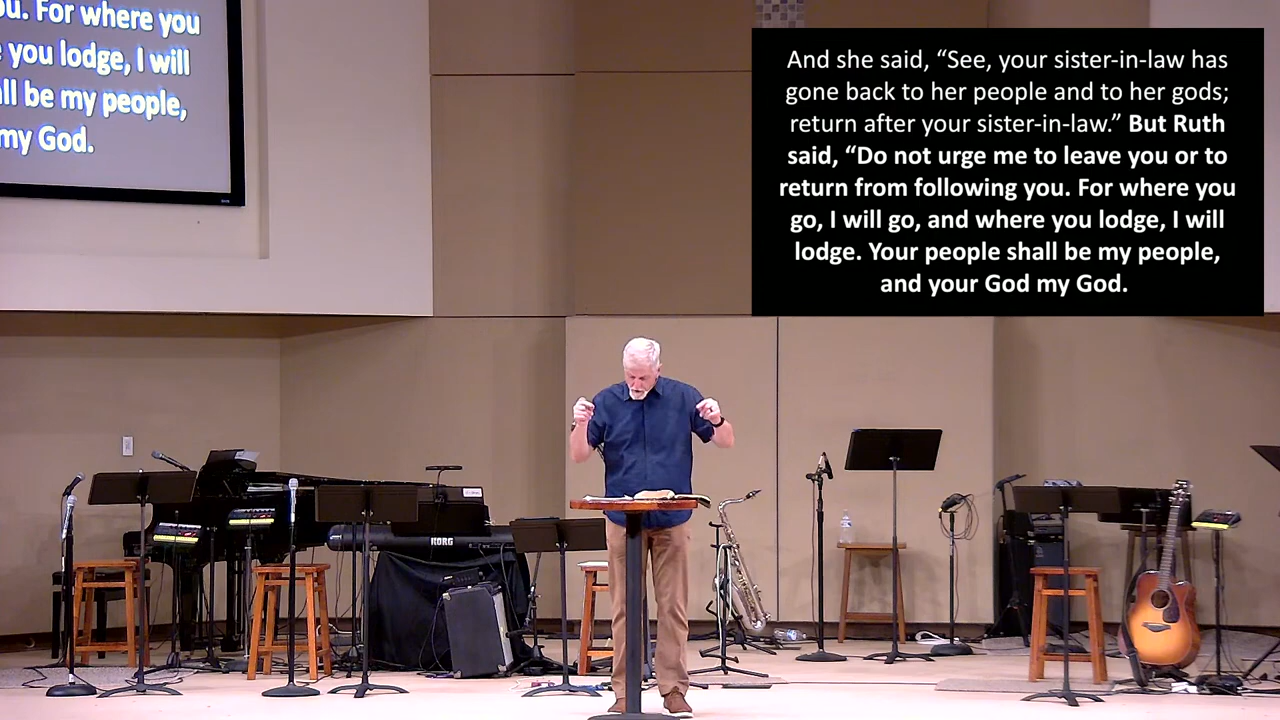 ou. For where you
you lodge, I will
ll be my people,
my God.
And she said, “See, your sister-in-law has
gone back to her people and to her gods;
return after your sister-in-law.” But Ruth
said, “Do not urge me to leave you or to
return from following you. For where you
go, I will go, and where you lodge, I will
lodge. Your people shall be my people,
and your God my God.
KORG